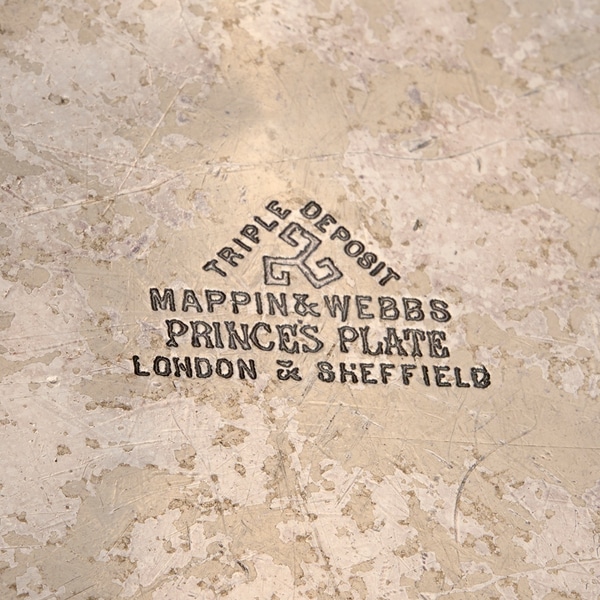 TRIPLE DEPOSIT
MAPPIN & WEBBS
PRINCE'S PLATE
LONDON & SHEFFIELD